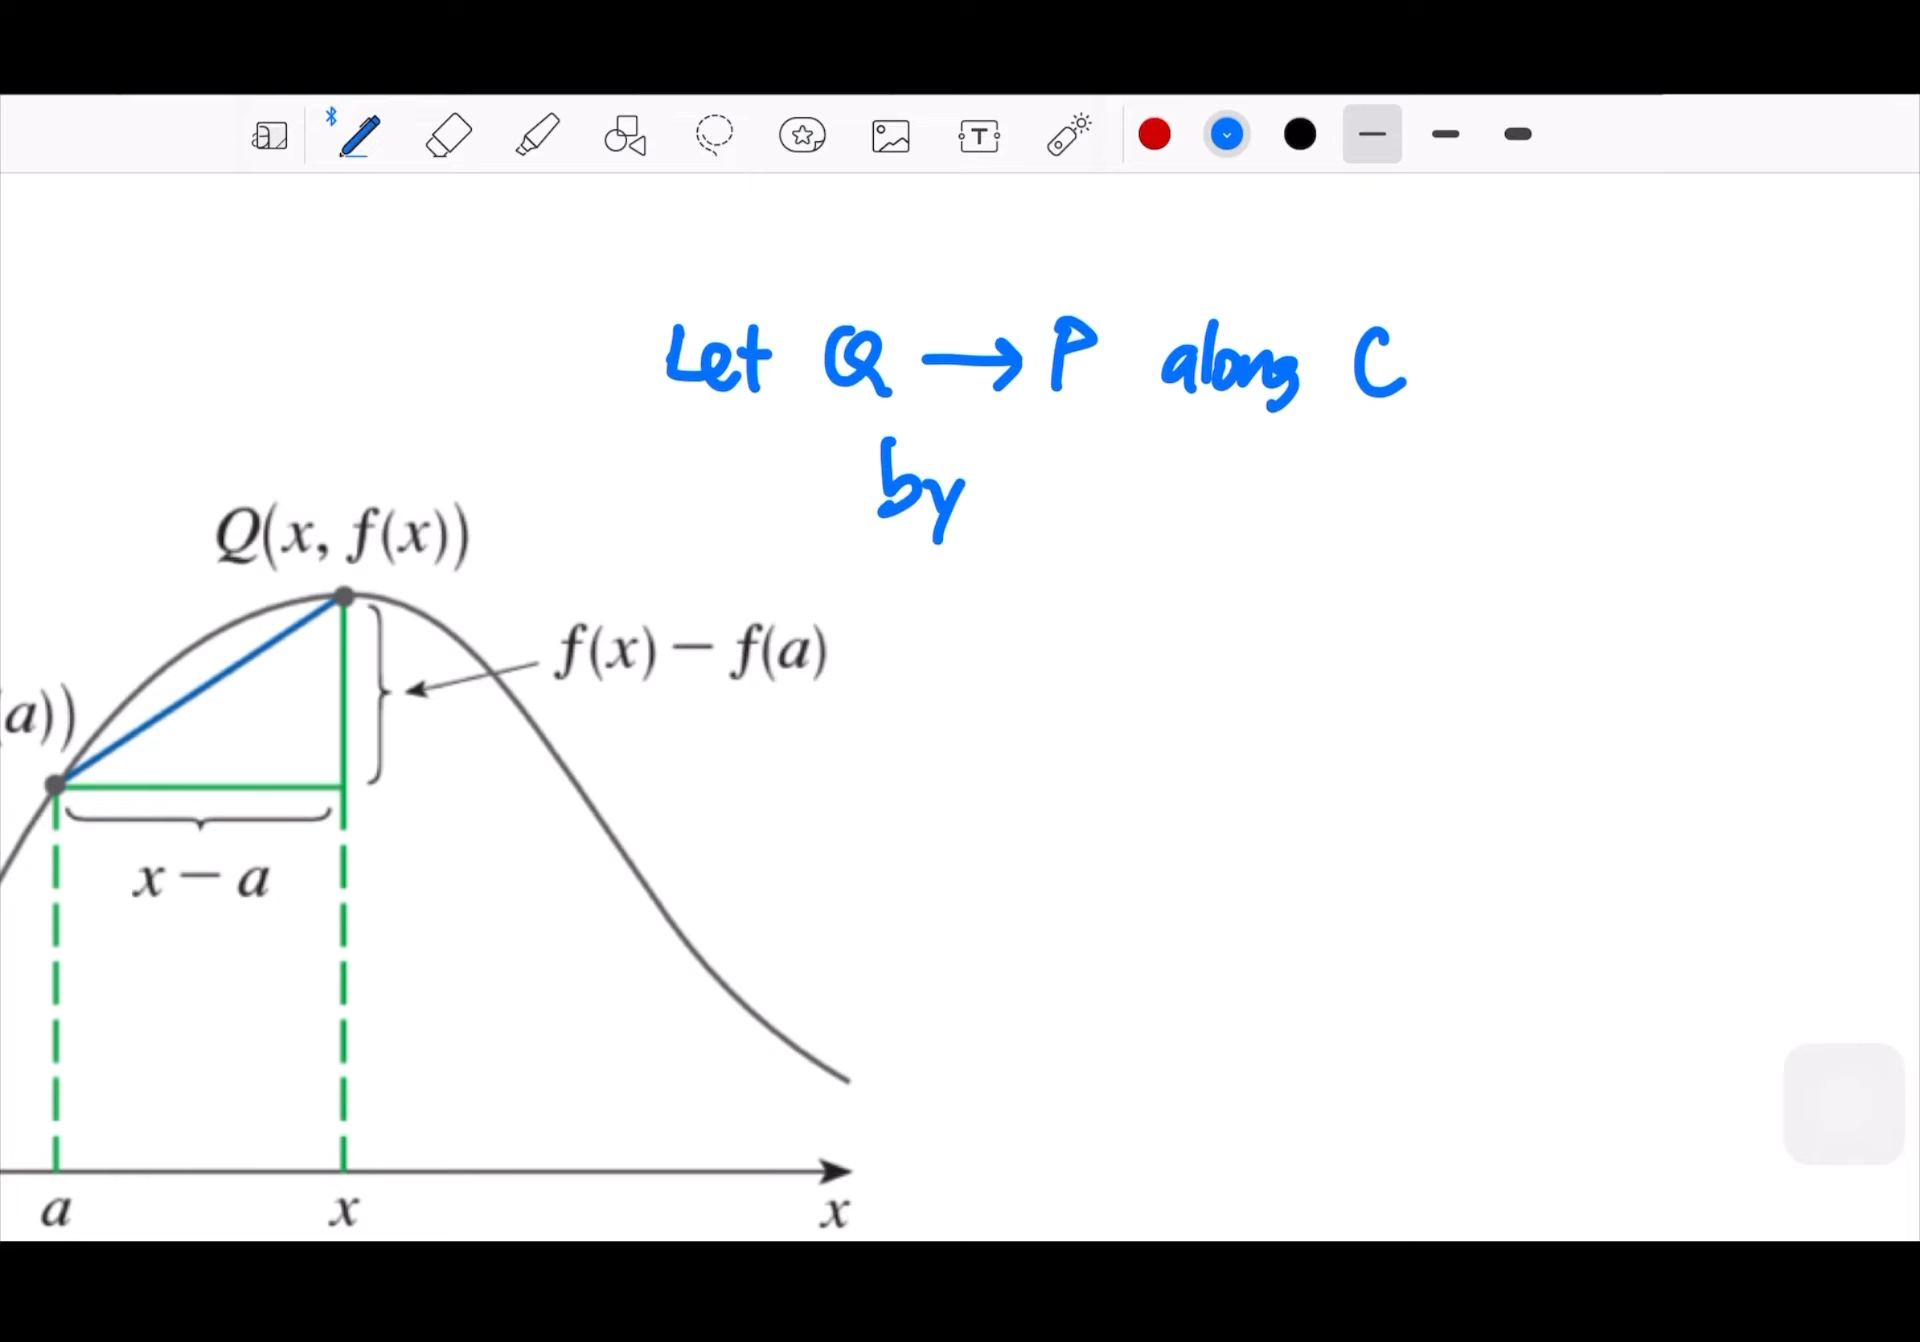 Let Q → P along C
by
Q(x, f(x))
f(x) − f(a)
a))
x − a
a x x